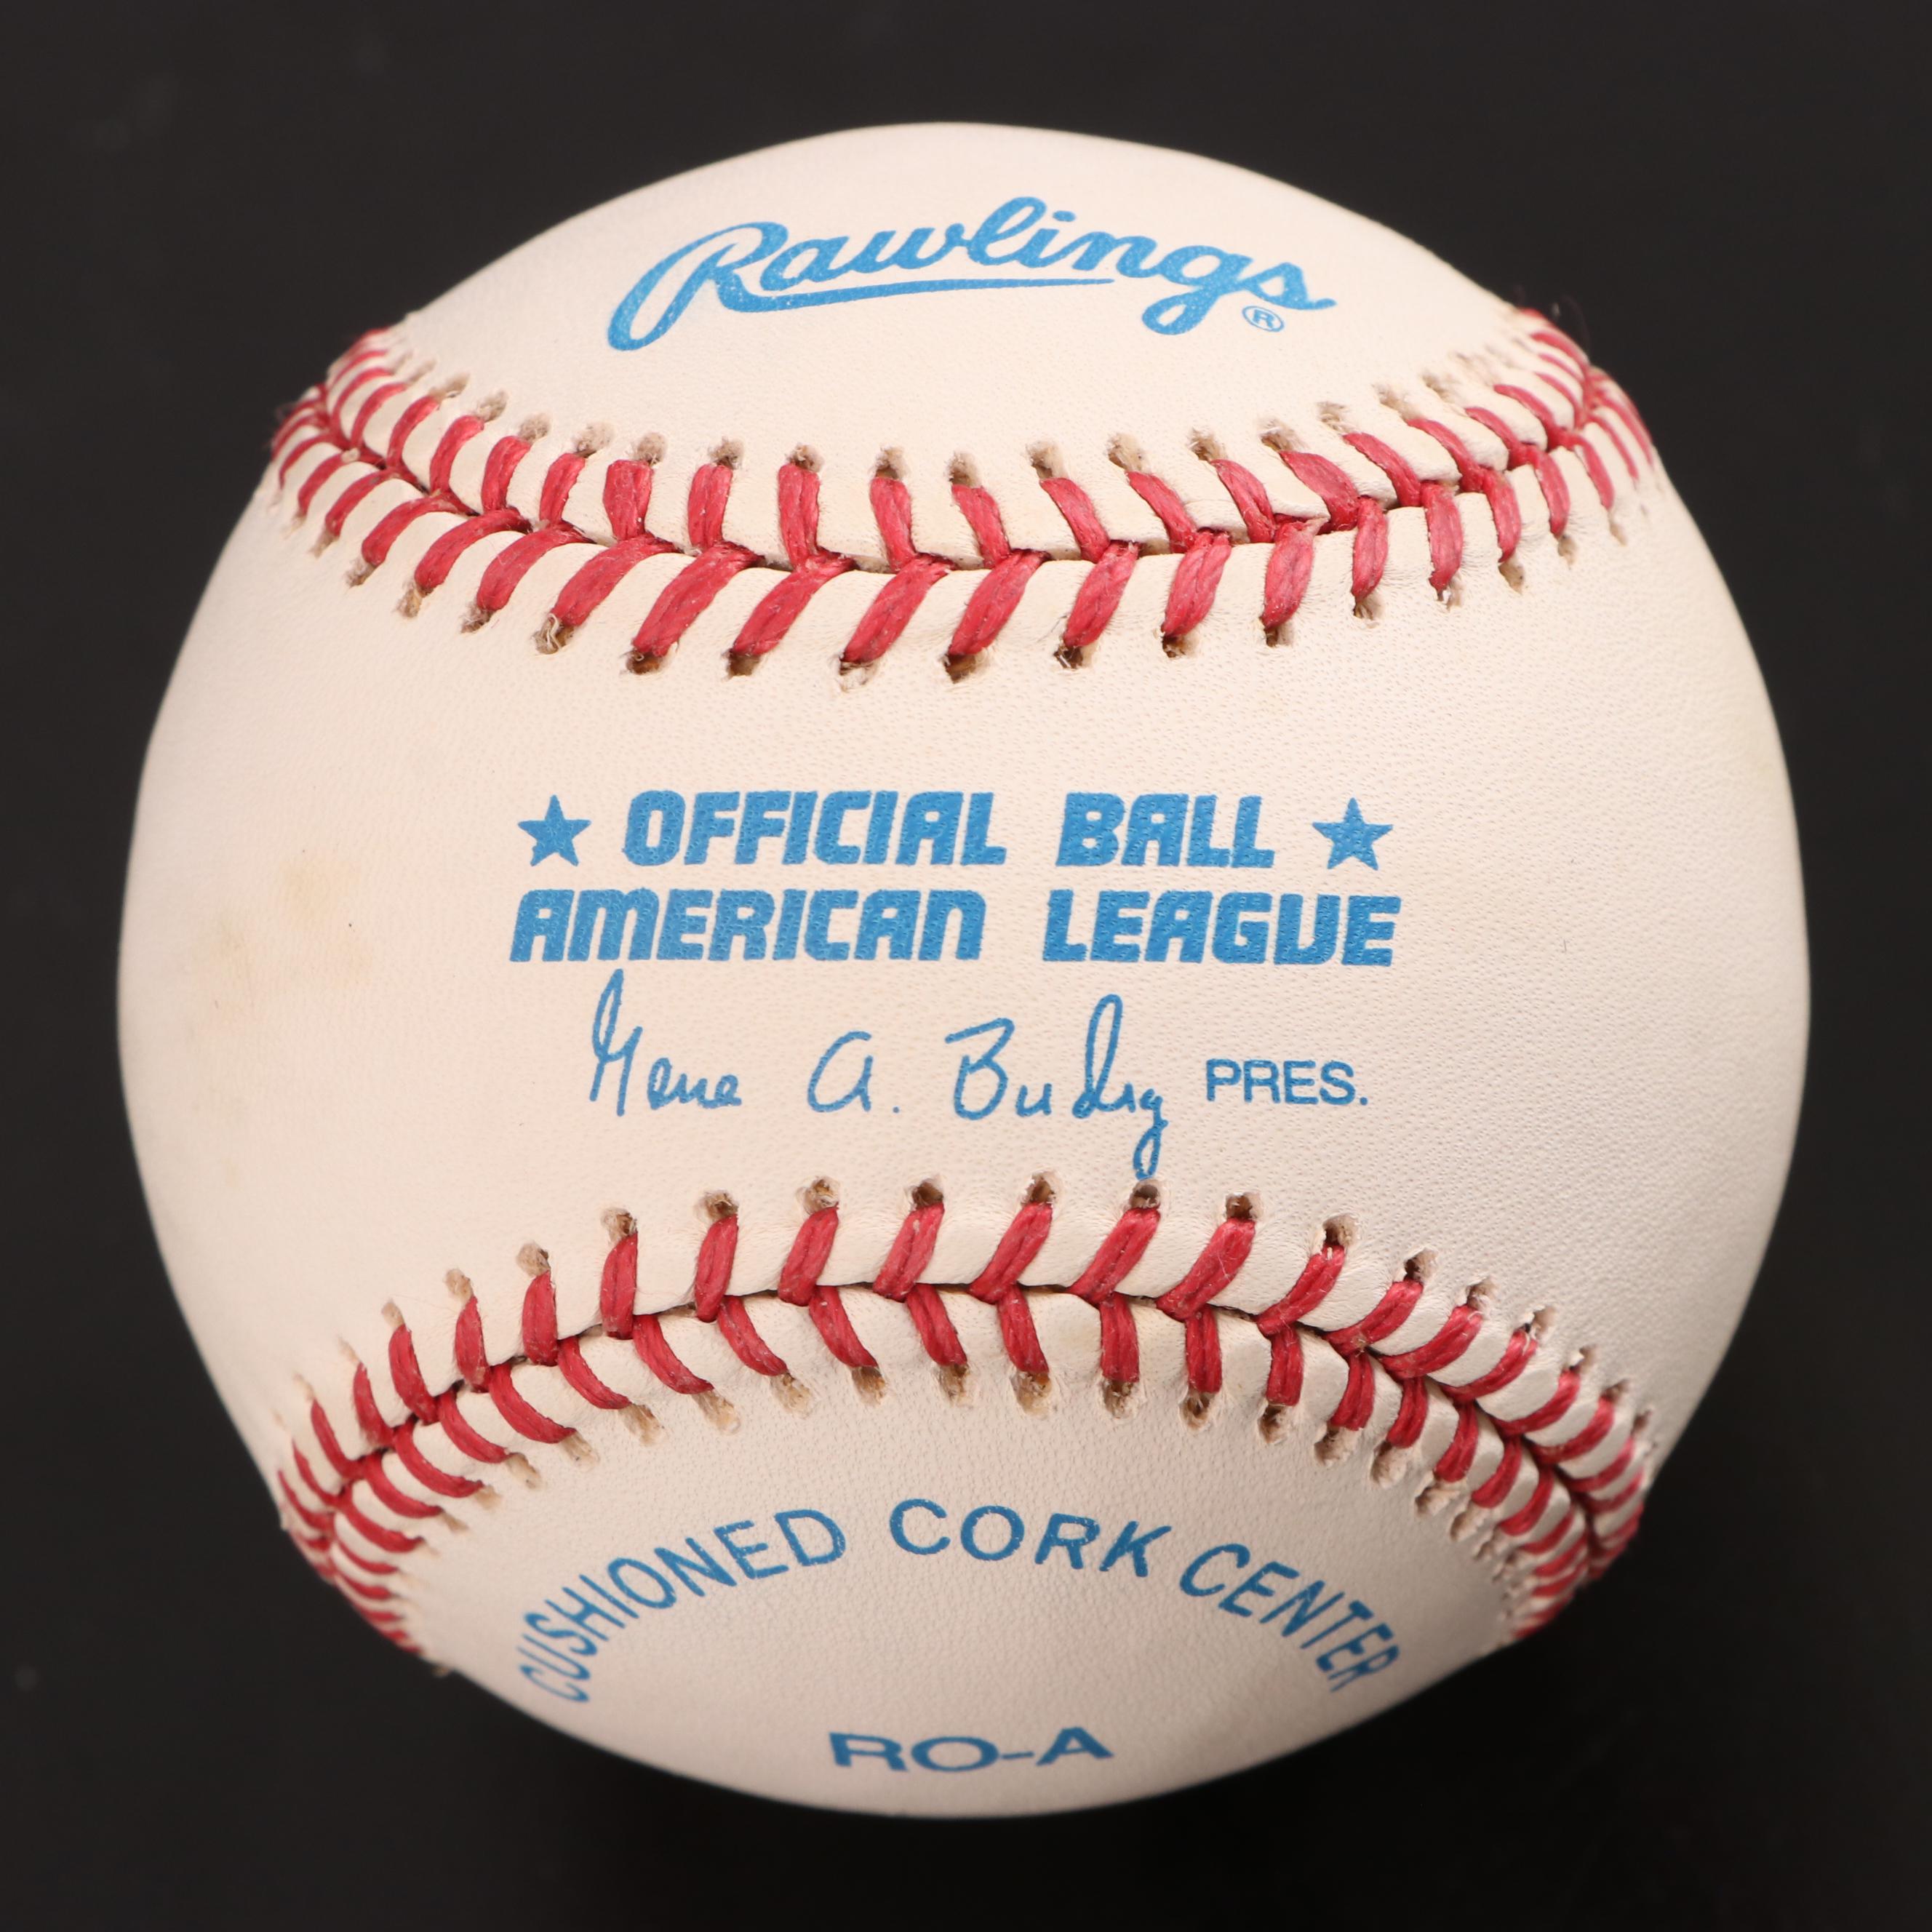 Rawlings®
★ OFFICIAL BALL ★
AMERICAN LEAGUE
Gene A. Budig PRES.
CUSHIONED CORK CENTER
RO-A